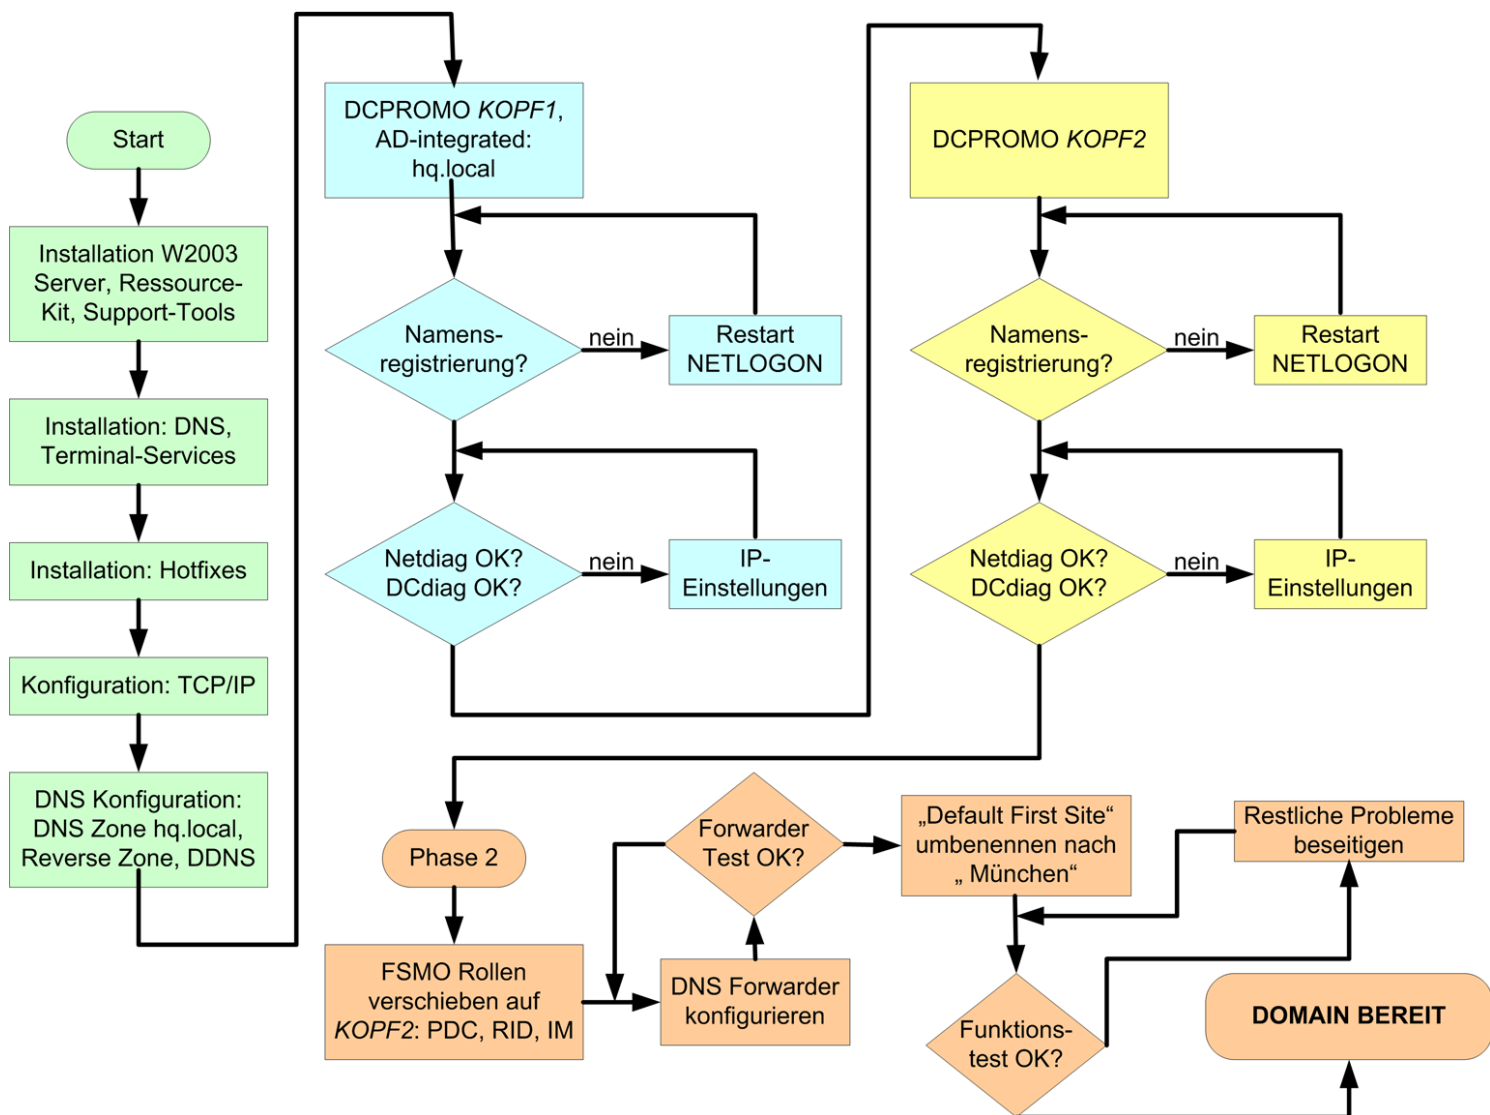 Start
Installation W2003
Server, Ressource-
Kit, Support-Tools
Installation: DNS,
Terminal-Services
Installation: Hotfixes
Konfiguration: TCP/IP
DNS Konfiguration:
DNS Zone hq.local,
Reverse Zone, DDNS
DCPROMO KOPF1,
AD-integrated:
hq.local
Namens-
registrierung?
nein
Restart
NETLOGON
Netdiag OK?
DCdiag OK?
nein
IP-
Einstellungen
DCPROMO KOPF2
Namens-
registrierung?
nein
Restart
NETLOGON
Netdiag OK?
DCdiag OK?
nein
IP-
Einstellungen
Phase 2
FSMO Rollen
verschieben auf
KOPF2: PDC, RID, IM
DNS Forwarder
konfigurieren
Forwarder
Test OK?
„Default First Site“
umbenennen nach
„ München“
Funktions-
test OK?
Restliche Probleme
beseitigen
DOMAIN BEREIT